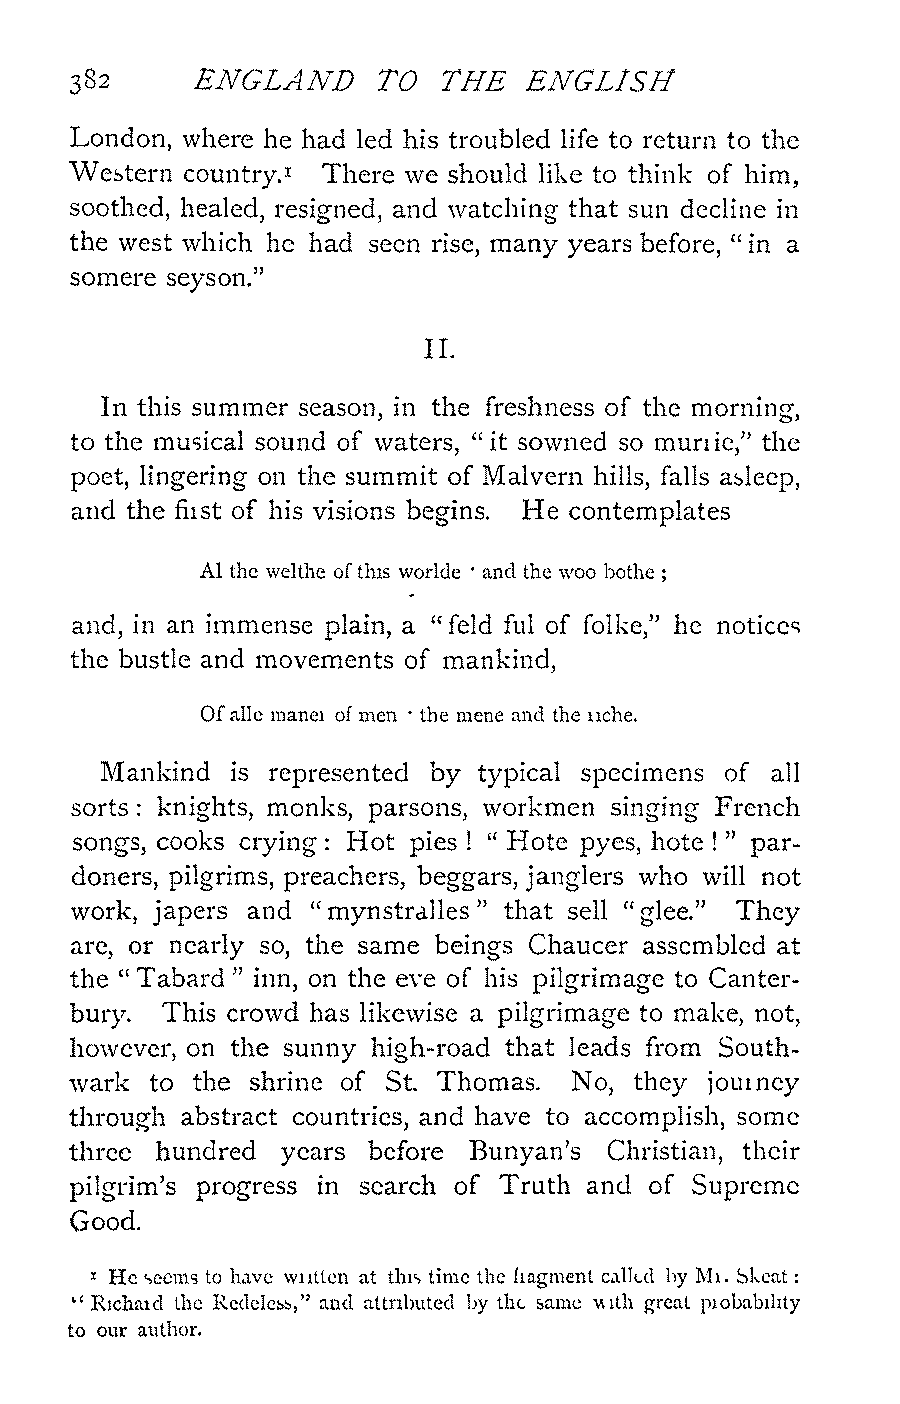 382 ENGLAND TO THE ENGLISH
London, where he had led his troubled life to return to the
Western country.¹ There we should like to think of him,
soothed, healed, resigned, and watching that sun decline in
the west which he had seen rise, many years before, “in a
somere seyson.”
II.
In this summer season, in the freshness of the morning,
to the musical sound of waters, “it sowned so murrie,” the
poet, lingering on the summit of Malvern hills, falls asleep,
and the first of his visions begins. He contemplates
Al the welthe of this worlde · and the woo bothe ;
and, in an immense plain, a “feld ful of folke,” he notices
the bustle and movements of mankind,
Of alle maner of men · the mene and the riche.
Mankind is represented by typical specimens of all
sorts : knights, monks, parsons, workmen singing French
songs, cooks crying : Hot pies ! “Hote pyes, hote !” par-
doners, pilgrims, preachers, beggars, janglers who will not
work, japers and “mynstralles” that sell “glee.” They
are, or nearly so, the same beings Chaucer assembled at
the “Tabard” inn, on the eve of his pilgrimage to Canter-
bury. This crowd has likewise a pilgrimage to make, not,
however, on the sunny high-road that leads from South-
wark to the shrine of St. Thomas. No, they journey
through abstract countries, and have to accomplish, some
three hundred years before Bunyan's Christian, their
pilgrim's progress in search of Truth and of Supreme
Good.
¹ He seems to have written at this time the fragment called by Mr. Skeat :
“Richard the Redeless,” and attributed by the same with great probability
to our author.